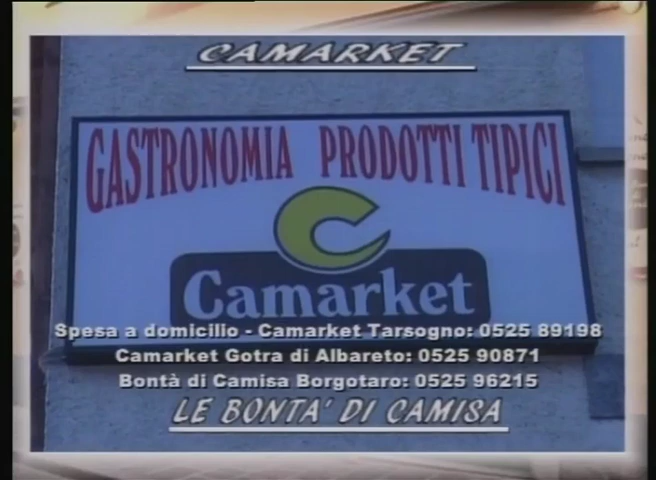 CAMARKET
GASTRONOMIA PRODOTTI TIPICI
Camarket
Spesa a domicilio - Camarket Tarsogno: 0525 89198
Camarket Gotra di Albareto: 0525 90871
Bontà di Camisa Borgotaro: 0525 96215
LE BONTA' DI CAMISA